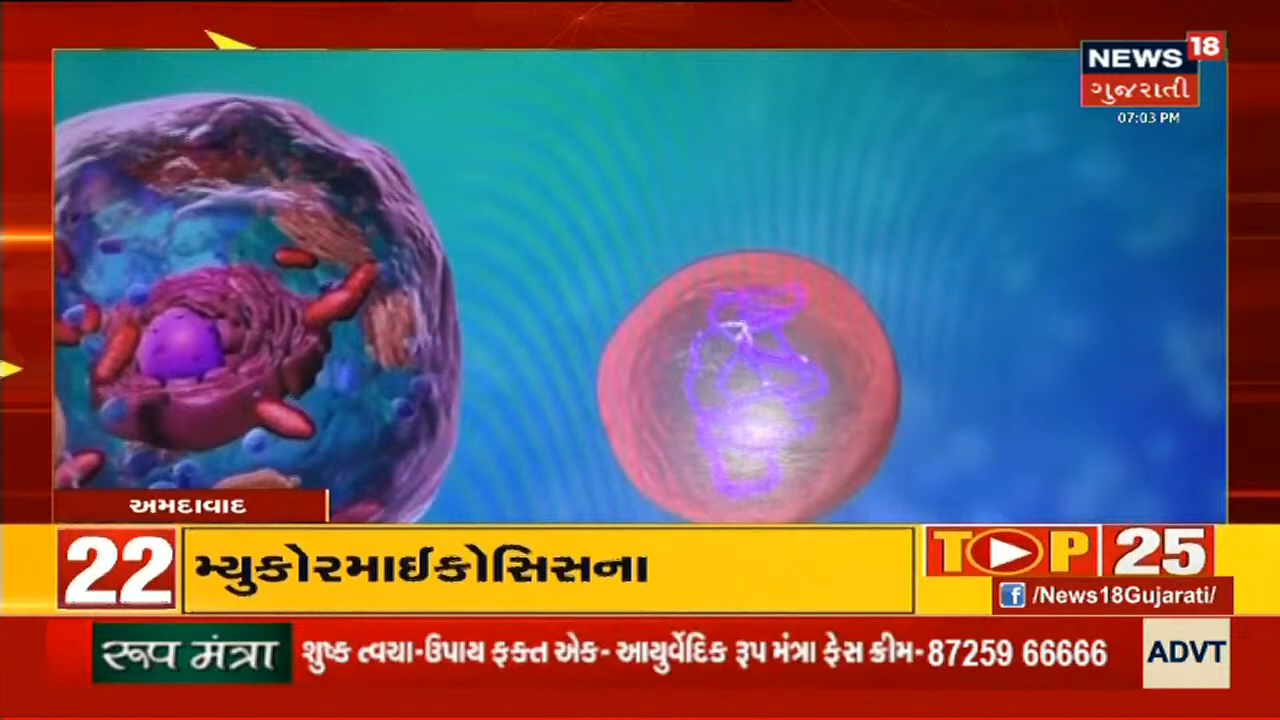 NEWS 18
ગુજરાતી
07:03 PM
અમદાવાદ
22 મ્યુકોરમાઈકોસિસના
TOP 25
f /News18Gujarati/
રૂપ મંત્રા શુષ્ક ત્વચા-ઉપાય ફક્ત એક- આયુર્વેદિક રૂપ મંત્રા ફેસ ક્રીમ-87259 66666 ADVT